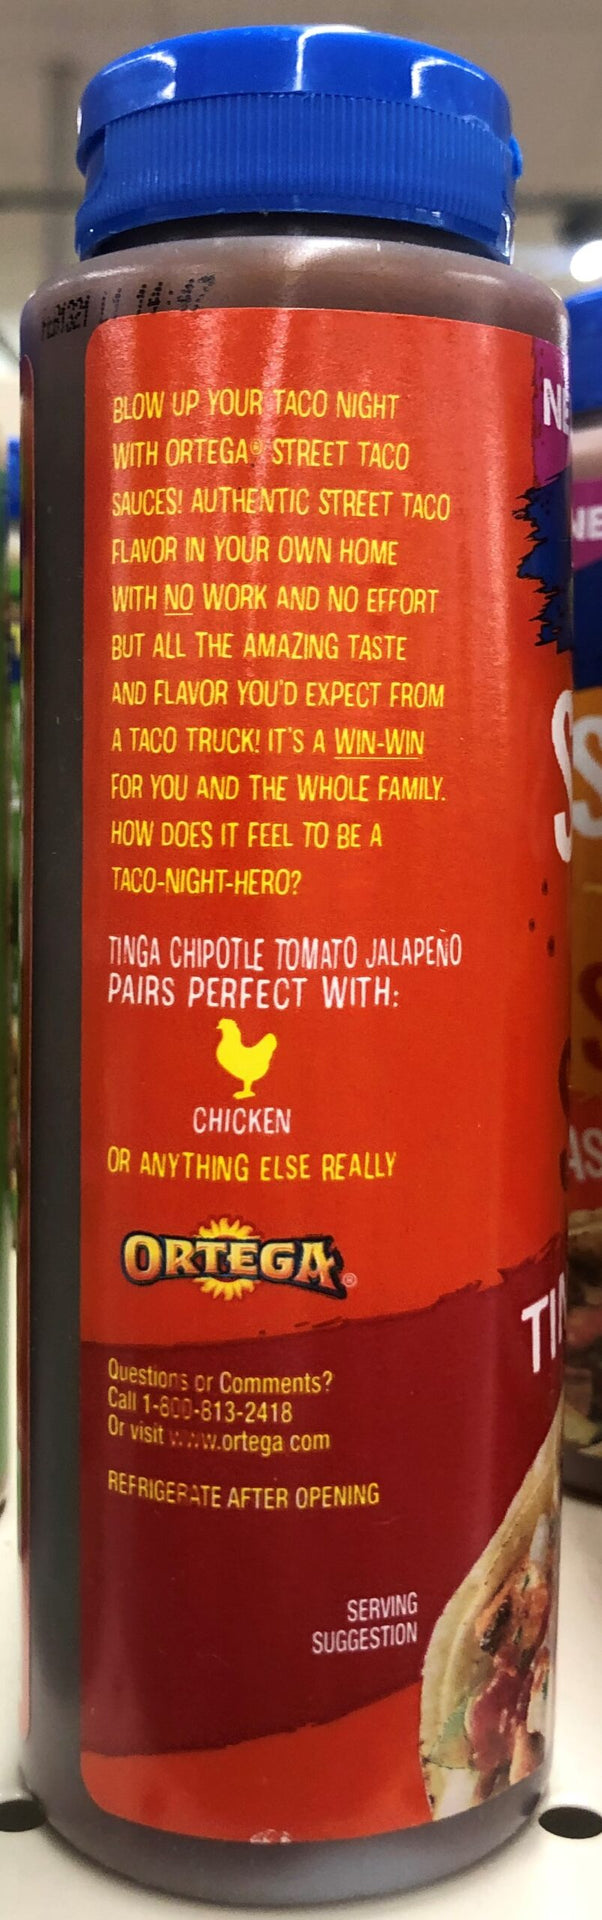 BLOW UP YOUR TACO NIGHT
WITH ORTEGA® STREET TACO
SAUCES! AUTHENTIC STREET TACO
FLAVOR IN YOUR OWN HOME
WITH NO WORK AND NO EFFORT
BUT ALL THE AMAZING TASTE
AND FLAVOR YOU'D EXPECT FROM
A TACO TRUCK! IT'S A WIN-WIN
FOR YOU AND THE WHOLE FAMILY.
HOW DOES IT FEEL TO BE A
TACO-NIGHT-HERO?
TINGA CHIPOTLE TOMATO JALAPEÑO
PAIRS PERFECT WITH:
CHICKEN
OR ANYTHING ELSE REALLY
ORTEGA®
Questions or Comments?
Call 1-800-813-2418
Or visit www.ortega.com
REFRIGERATE AFTER OPENING
SERVING
SUGGESTION